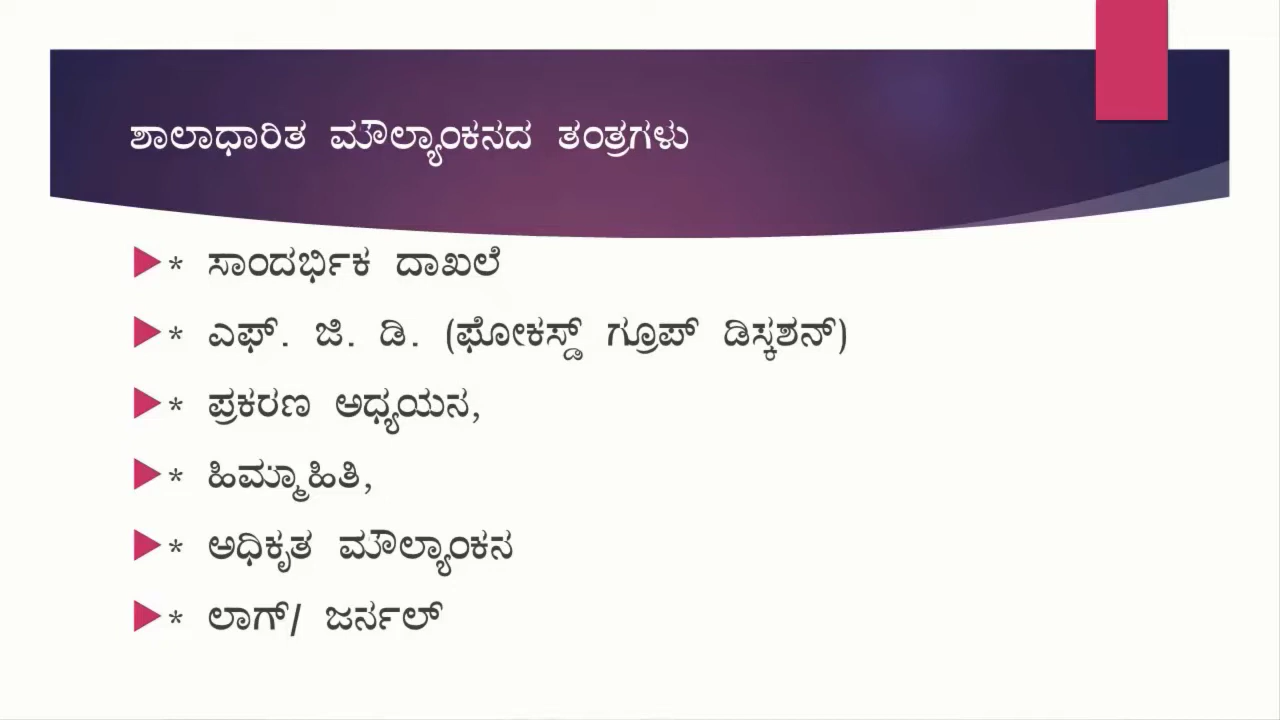 ಶಾಲಾಧಾರಿತ ಮೌಲ್ಯಾಂಕನದ ತಂತ್ರಗಳು
* ಸಾಂದರ್ಭಿಕ ದಾಖಲೆ
* ಎಫ್. ಜಿ. ಡಿ. (ಫೋಕಸ್ಡ್ ಗ್ರೂಪ್ ಡಿಸ್ಕಶನ್)
* ಪ್ರಕರಣ ಅಧ್ಯಯನ,
* ಹಿಮ್ಮಾಹಿತಿ,
* ಅಧಿಕೃತ ಮೌಲ್ಯಾಂಕನ
* ಲಾಗ್/ ಜರ್ನಲ್